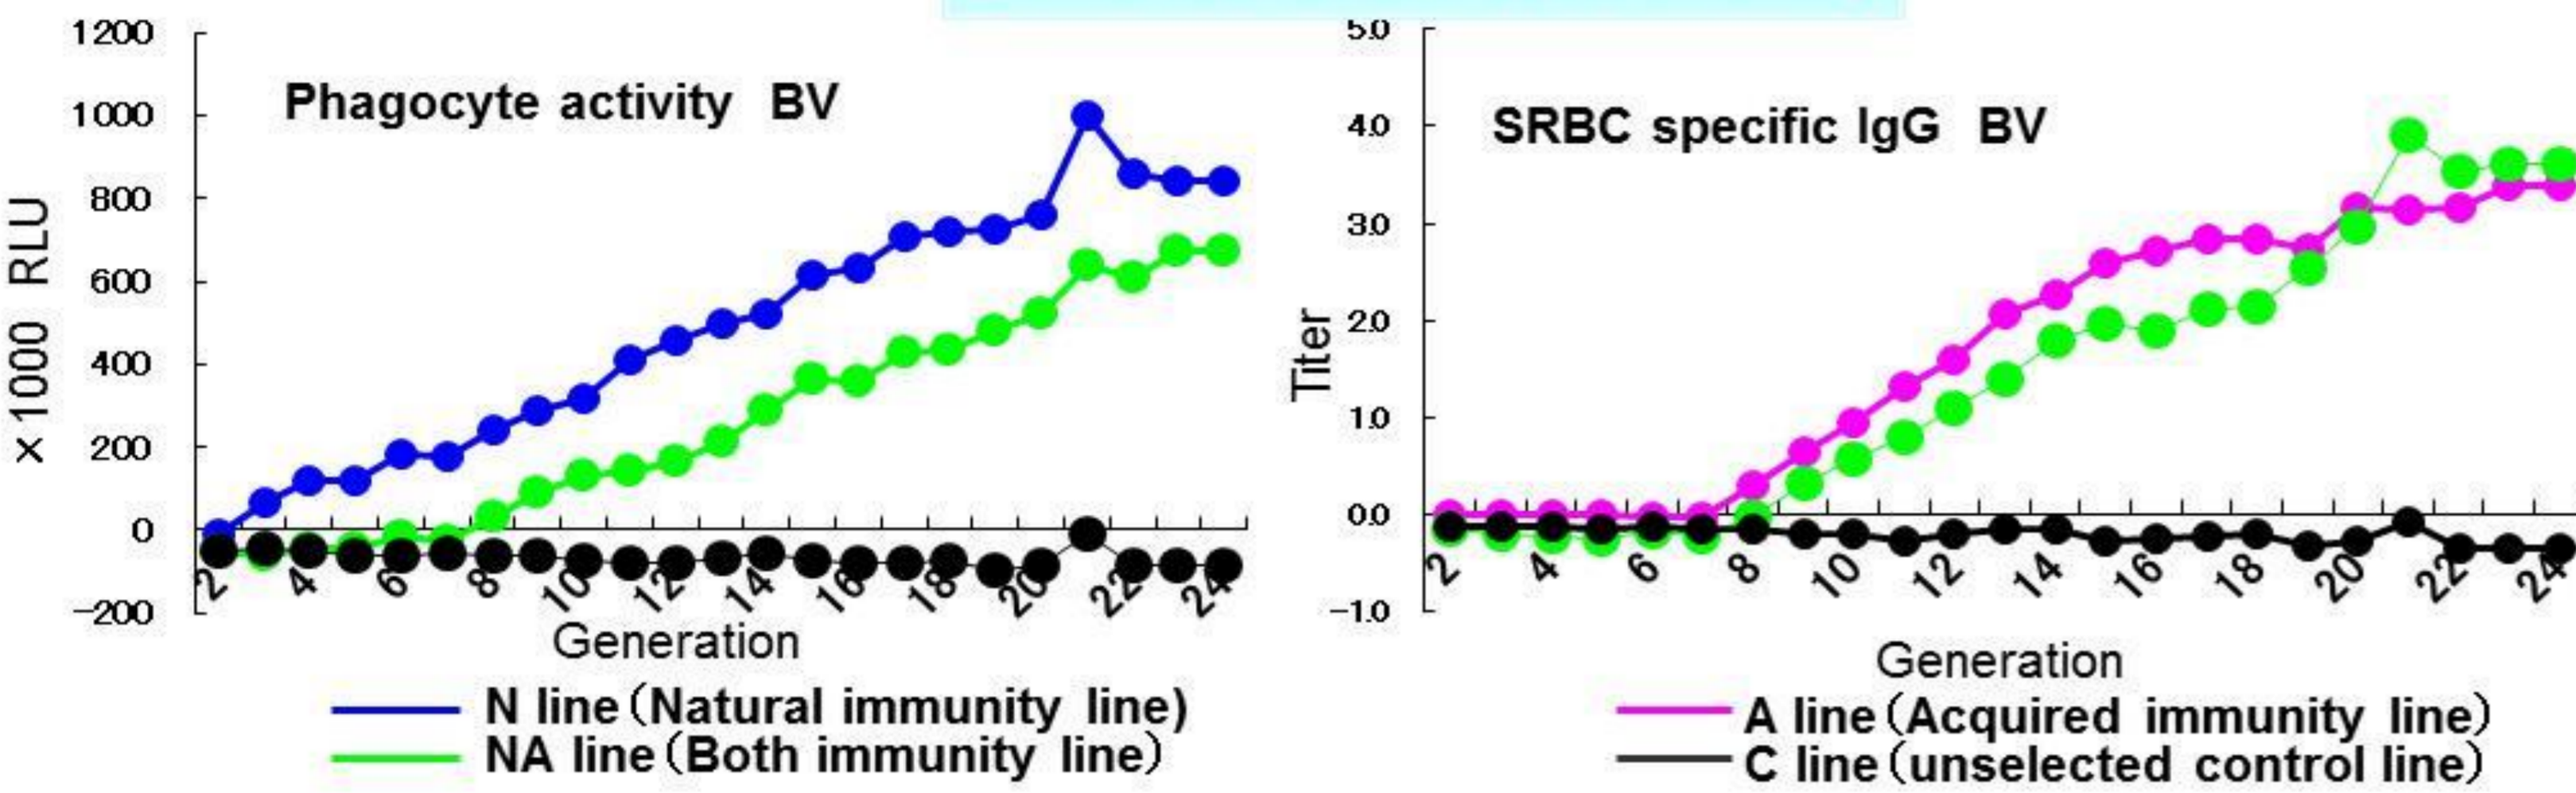 1200
1000
800
600
400
200
0
-200
×1000 RLU
Phagocyte activity BV
2 4 6 8 10 12 14 16 18 20 22 24
Generation
N line(Natural immunity line)
NA line(Both immunity line)
5.0
4.0
3.0
2.0
1.0
0.0
-1.0
Titer
SRBC specific IgG BV
2 4 6 8 10 12 14 16 18 20 22 24
Generation
A line(Acquired immunity line)
C line(unselected control line)